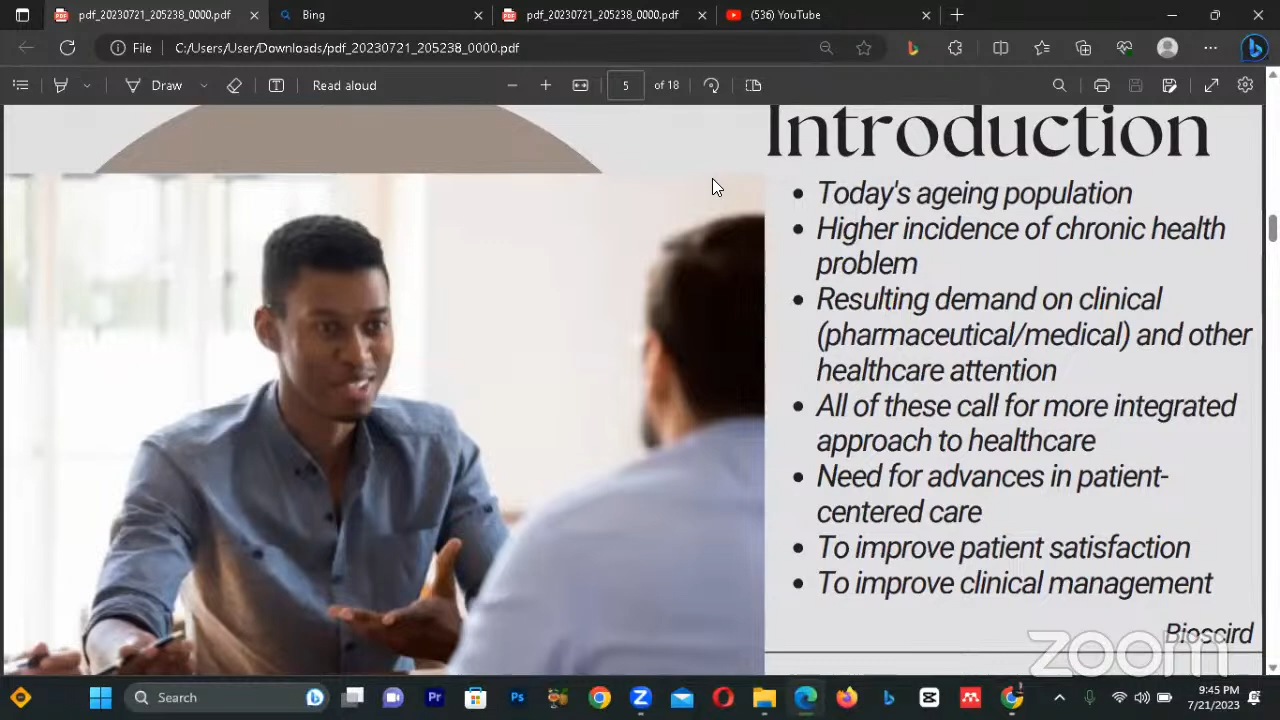 pdf_20230721_205238_0000.pdf
Bing
pdf_20230721_205238_0000.pdf
(56) YouTube
File
C:/Users/User/Downloads/pdf_20230721_205238_0000.pdf
Draw
Read aloud
5
of 18
Introduction
Today's ageing population
Higher incidence of chronic health
problem
Resulting demand on clinical
(pharmaceutical/medical) and other
healthcare attention
All of these call for more integrated
approach to healthcare
Need for advances in patient-
centered care
To improve patient satisfaction
To improve clinical management
Bioscird
zoom
Search
9:45 PM
7/21/2023